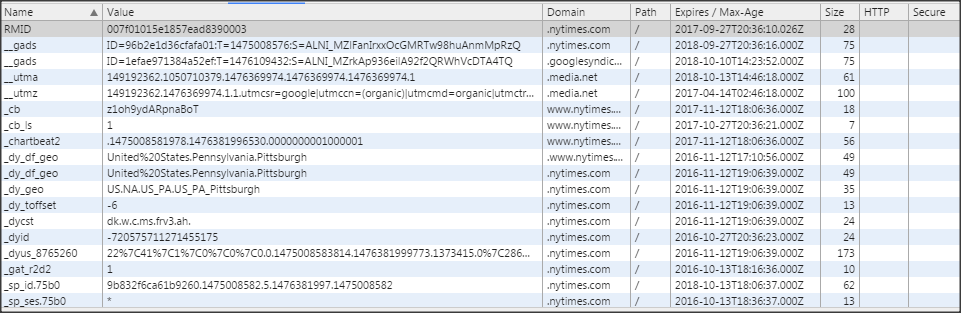 Name Value Domain Path Expires / Max-Age Size HTTP Secure
RMID 007f01015e1857ead8390003 .nytimes.com / 2017-09-27T20:36:10.026Z 28
__gads ID=96b2e1d36cfafa01:T=1475008576:S=ALNI_MZIFanIrxxOcGMRTw98huAnmMpRzQ .nytimes.com / 2018-09-27T20:36:16.000Z 75
__gads ID=1efae971384a52ef:T=1476109432:S=ALNI_MZrkAp936eiIA92f2QRWhVcDTA4TQ .googlesyndic... / 2018-10-10T14:23:52.000Z 75
__utma 149192362.1050710379.1476369974.1476369974.1476369974.1 .media.net / 2018-10-13T14:46:18.000Z 61
__utmz 149192362.1476369974.1.1.utmcsr=google|utmccn=(organic)|utmcmd=organic|utmctr... .media.net / 2017-04-14T02:46:18.000Z 100
_cb z1oh9ydARpnaBoT www.nytimes.... / 2017-11-12T18:06:36.000Z 18
_cb_ls 1 www.nytimes.... / 2017-10-27T20:36:21.000Z 7
_chartbeat2 .1475008581978.1476381996530.0000000001000001 www.nytimes.... / 2017-11-12T18:06:36.000Z 56
_dy_df_geo United%20States.Pennsylvania.Pittsburgh .www.nytimes.... / 2016-11-12T17:10:56.000Z 49
_dy_df_geo United%20States.Pennsylvania.Pittsburgh .nytimes.com / 2016-11-12T19:06:39.000Z 49
_dy_geo US.NA.US_PA.US_PA_Pittsburgh .nytimes.com / 2016-11-12T19:06:39.000Z 35
_dy_toffset -6 .nytimes.com / 2016-11-12T19:06:39.000Z 13
_dycst dk.w.c.ms.frv3.ah. .nytimes.com / 2016-11-12T19:06:39.000Z 24
_dyid -720575711271455175 .nytimes.com / 2016-10-27T20:36:23.000Z 24
_dyus_8765260 22%7C41%7C1%7C0%7C0%7C0.0.1475008583814.1476381999773.1373415.0%7C286... .nytimes.com / 2016-11-12T19:06:39.000Z 173
_gat_r2d2 1 .nytimes.com / 2016-10-13T18:16:36.000Z 10
_sp_id.75b0 9b832f6ca61b9260.1475008582.5.1476381997.1475008582 .nytimes.com / 2018-10-13T18:06:37.000Z 62
_sp_ses.75b0 * .nytimes.com / 2016-10-13T18:36:37.000Z 13